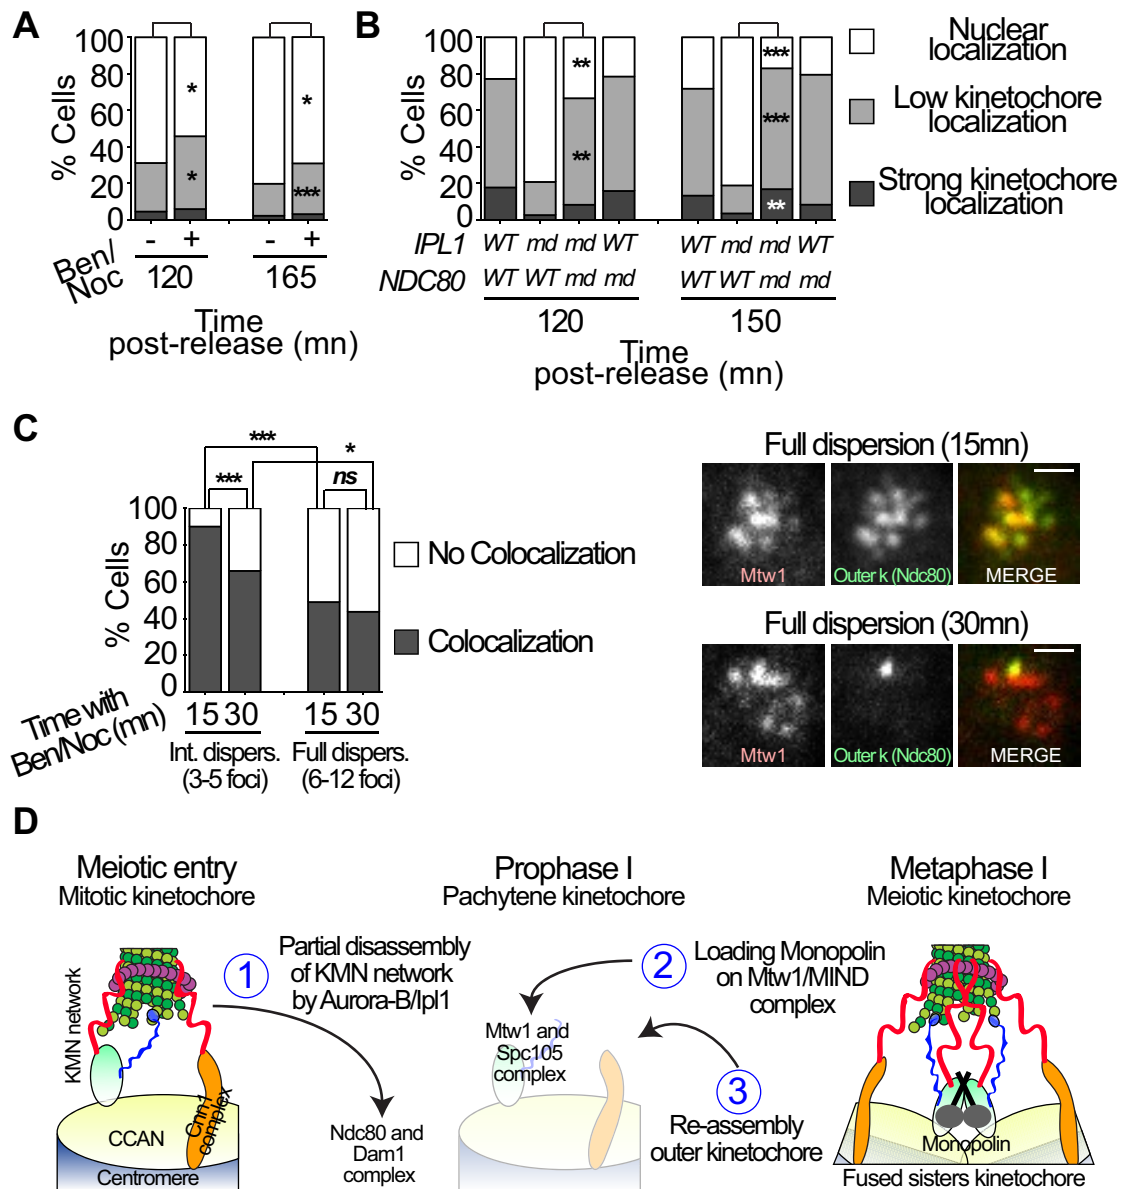 A
B
% Cells
100
80
60
40
20
0
*
*
*
***
Ben/
Noc
- + - +
120 165
Time
post-release (mn)
% Cells
100
80
60
40
20
0
**
**
***
***
**
IPL1 WT md md WT WT md md WT
NDC80 WT WT md md WT WT md md
120 150
Time
post-release (mn)
Nuclear
localization
Low kinetochore
localization
Strong kinetochore
localization
C
***
*
***
ns
% Cells
100
80
60
40
20
0
No Colocalization
Colocalization
Time with
Ben/Noc (mn)
15 30 15 30
Int. dispers.
(3-5 foci)
Full dispers.
(6-12 foci)
Full dispersion (15mn)
Mtw1 Outer k (Ndc80) MERGE
Full dispersion (30mn)
Mtw1 Outer k (Ndc80) MERGE
D
Meiotic entry
Mitotic kinetochore
Prophase I
Pachytene kinetochore
Metaphase I
Meiotic kinetochore
KMN network
1
Partial disassembly
of KMN network
by Aurora-B/Ipl1
2
Loading Monopolin
on Mtw1/MIND
complex
Mtw1 and
Spc105
complex
3
Re-assembly
outer kinetochore
Cnn1
complex
CCAN
Centromere
Ndc80 and
Dam1
complex
Monopolin
Fused sisters kinetochore